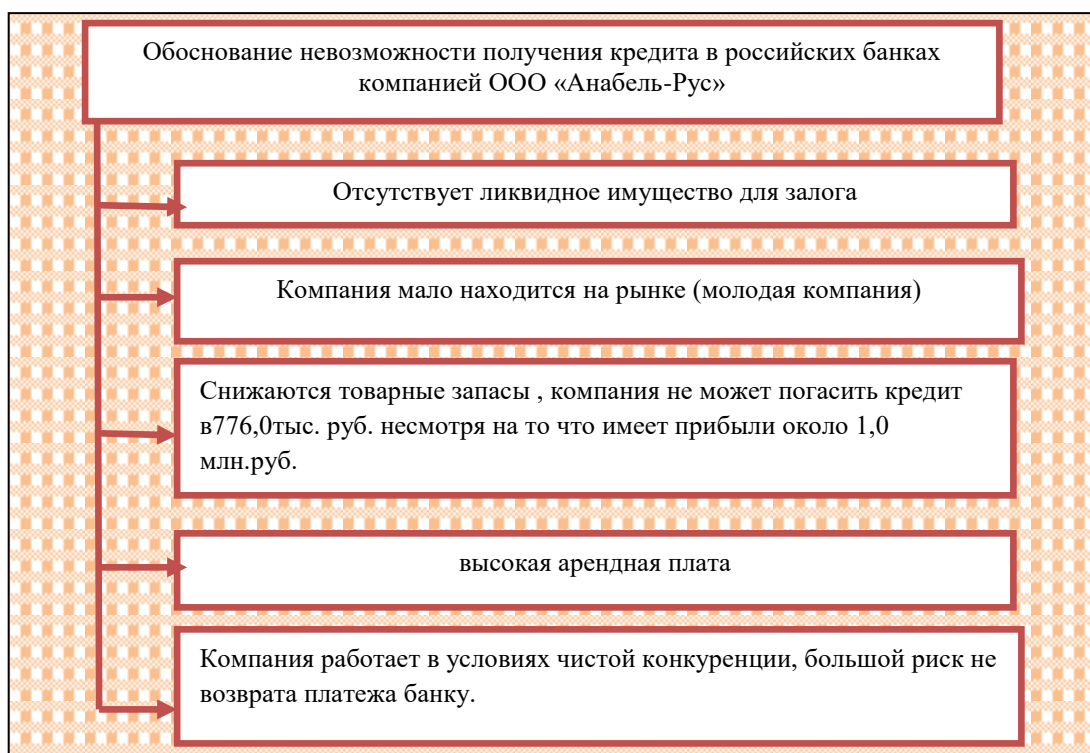 Обоснование невозможности получения кредита в российских банках
компанией ООО «Анабель-Рус»
Отсутствует ликвидное имущество для залога
Компания мало находится на рынке (молодая компания)
Снижаются товарные запасы , компания не может погасить кредит
в776,0тыс. руб. несмотря на то что имеет прибыли около 1,0
млн.руб.
высокая арендная плата
Компания работает в условиях чистой конкуренции, большой риск не
возврата платежа банку.